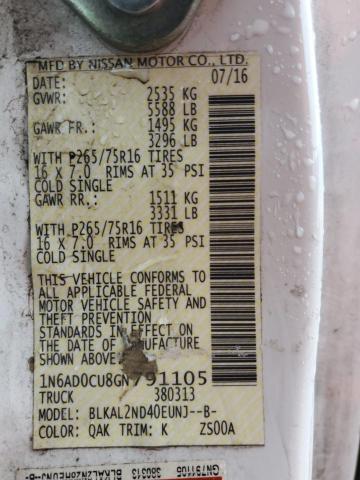 MFD BY NISSAN MOTOR CO., LTD.
DATE: 07/16
GVWR: 2535 KG
5588 LB
GAWR FR.: 1495 KG
3296 LB
WITH P265/75R16 TIRES
16 X 7.0 RIMS AT 35 PSI
COLD SINGLE
GAWR RR.: 1511 KG
3331 LB
WITH P265/75R16 TIRES
16 X 7.0 RIMS AT 35 PSI
COLD SINGLE
THIS VEHICLE CONFORMS TO
ALL APPLICABLE FEDERAL
MOTOR VEHICLE SAFETY AND
THEFT PREVENTION
STANDARDS IN EFFECT ON
THE DATE OF MANUFACTURE
SHOWN ABOVE.
1N6AD0CU8GN791105
TRUCK 380313
MODEL: BLKAL2ND40EUNJ--B-
COLOR: QAK TRIM: K ZS00A
GN791105 380313